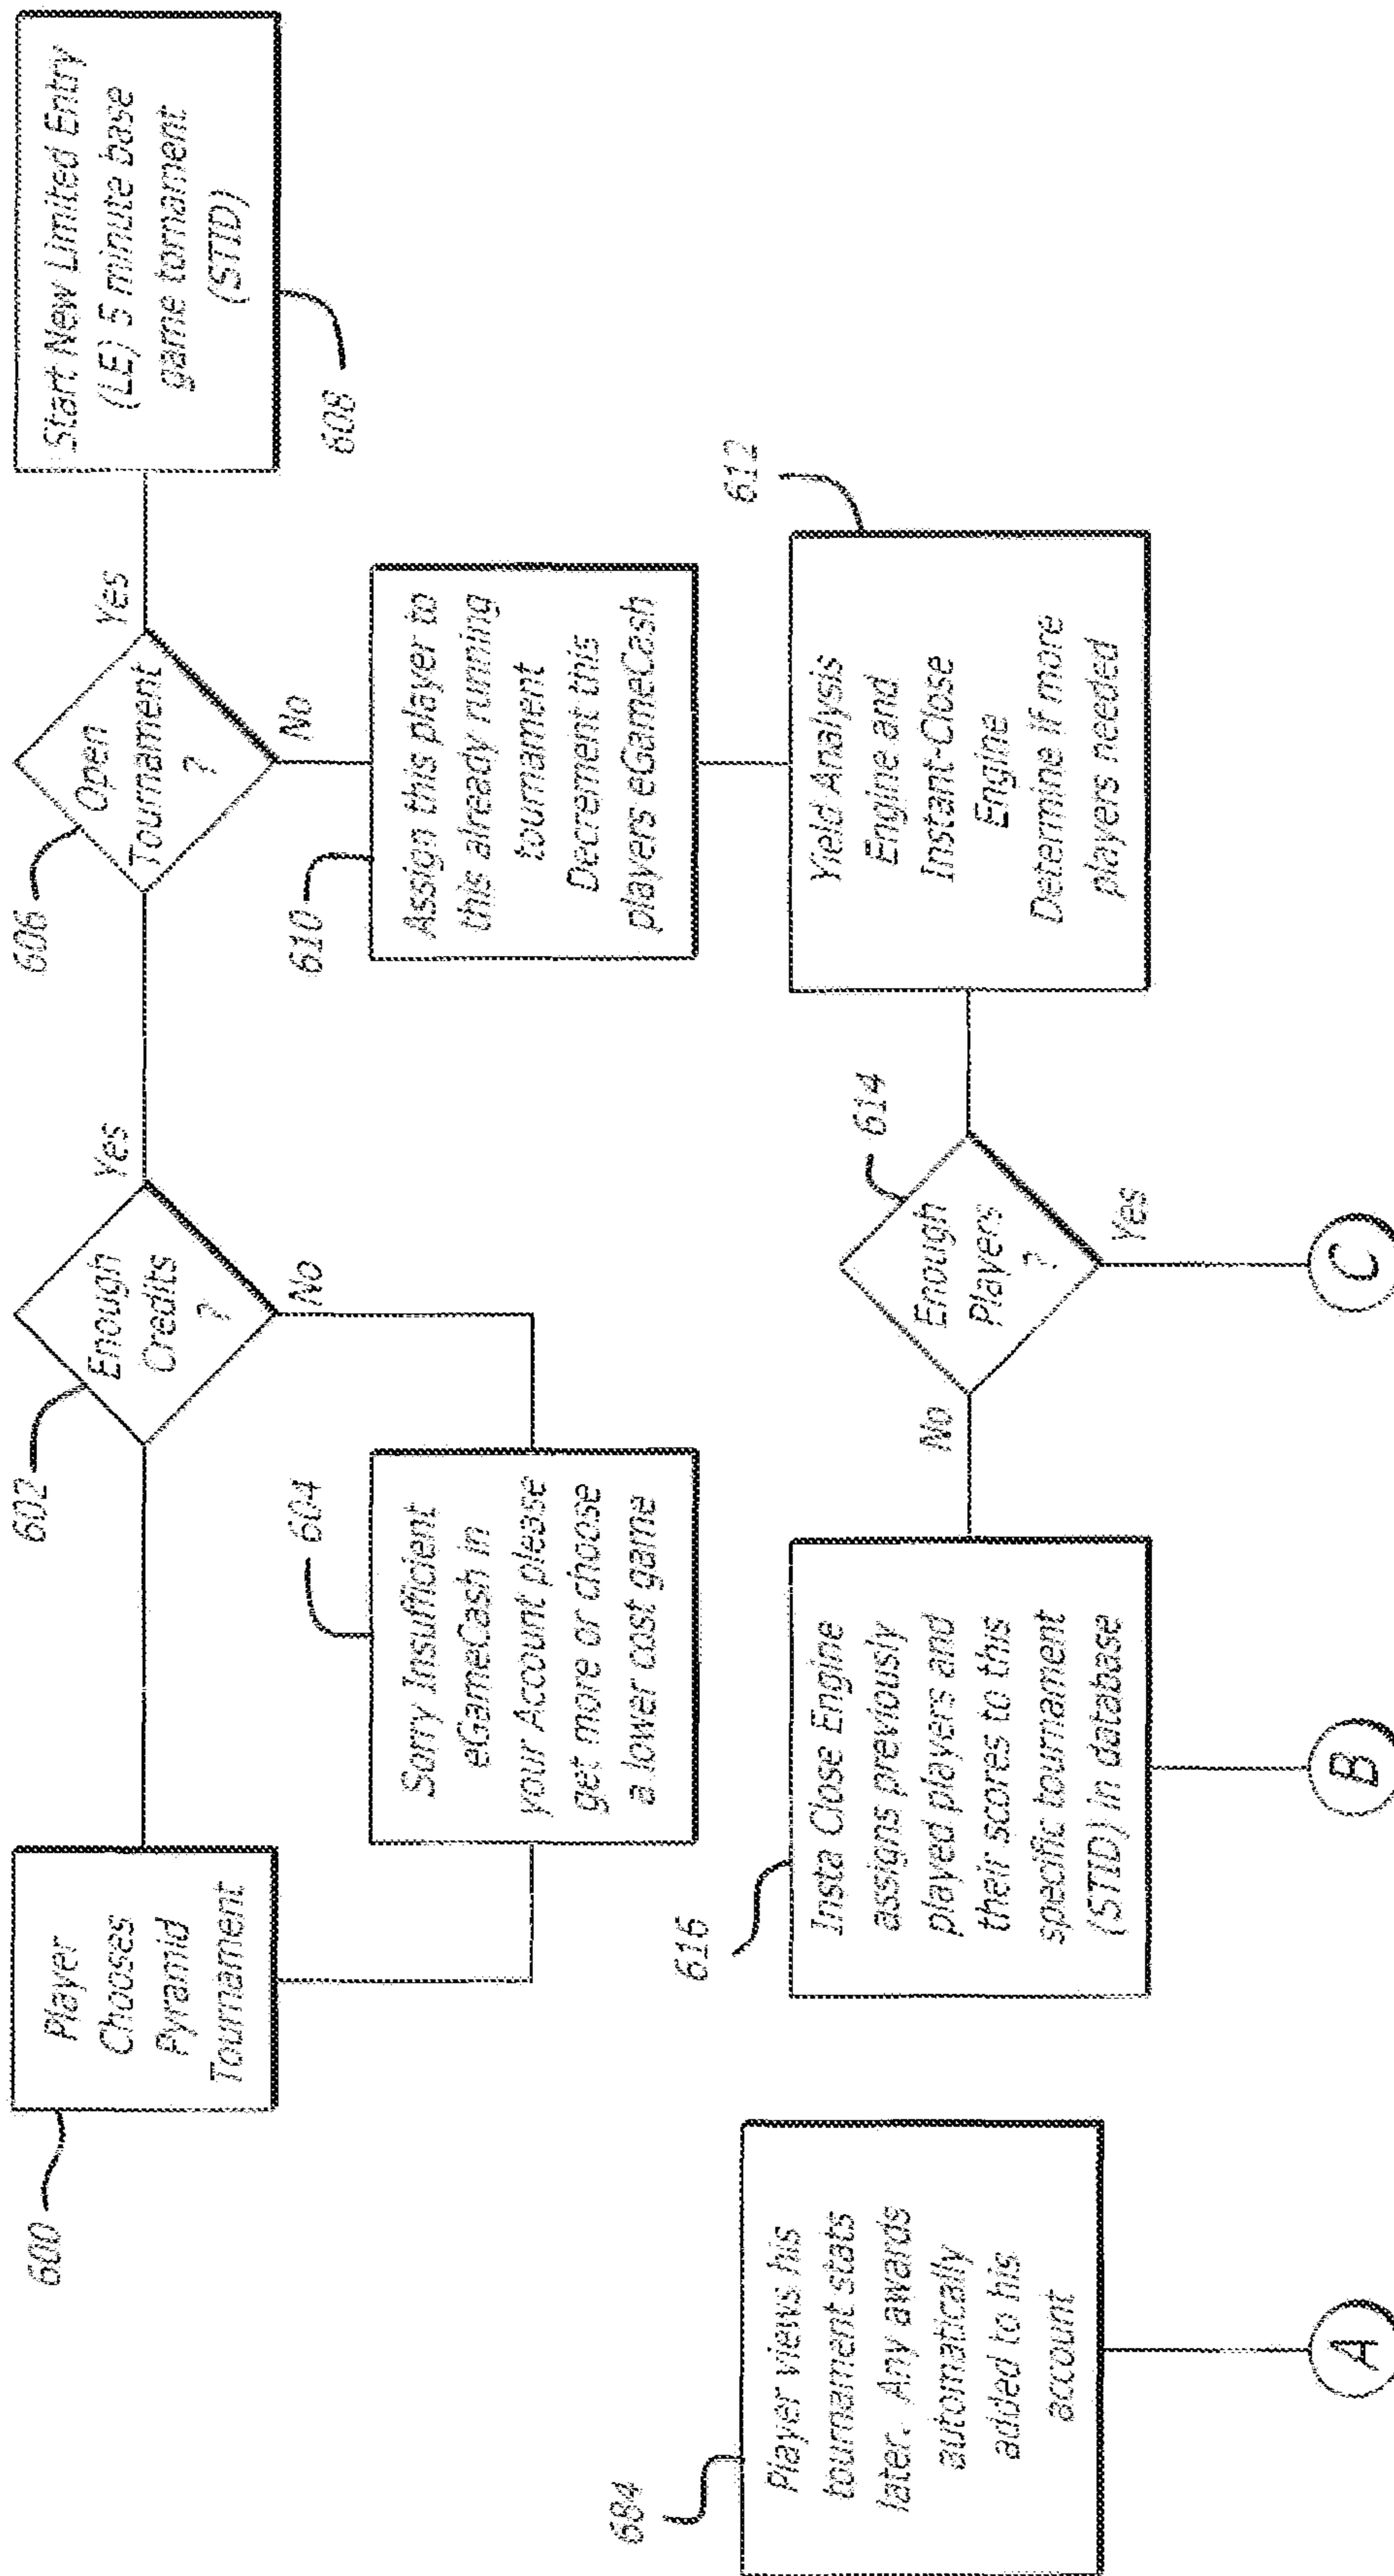 600
Player
Chooses
Pyramid
Tournament
602
Enough
Credits
?
Yes
No
604
Sorry Insufficient
eGameCash in
your Account please
get more or choose
a lower cost game
606
Open
Tournament
?
Yes
No
Start New Limited Entry
(LE) 5 minute base
game tornament
(STID)
608
610
Assign this player to
this already running
tournament
Decrement this
players eGameCash
612
Yield Analysis
Engine and
Instant-Close
Engine
Determine if more
players needed
614
Enough
Players
?
No
Yes
616
Insta Close Engine
assigns previously
played players and
their scores to this
specific tournament
(STID) in database
684
Player views his
tournament stats
later. Any awards
automatically
added to his
account
A
B
C